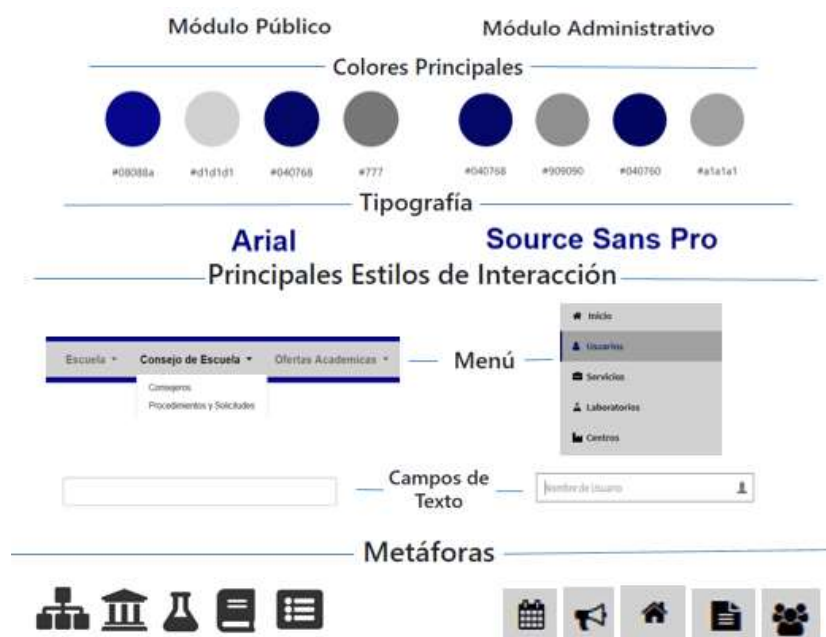 Módulo Público
Módulo Administrativo
Colores Principales
#08088a
#d1d1d1
#040768
#777
#040768
#909090
#040760
#a1a1a1
Tipografía
Arial
Source Sans Pro
Principales Estilos de Interacción
Escuela
Consejo de Escuela
Ofertas Academicas
Consejeros
Procedimientos y Solicitudes
Menú
Inicio
Usuarios
Servicios
Laboratorios
Centros
Campos de
Texto
Nombre de Usuario
Metáforas